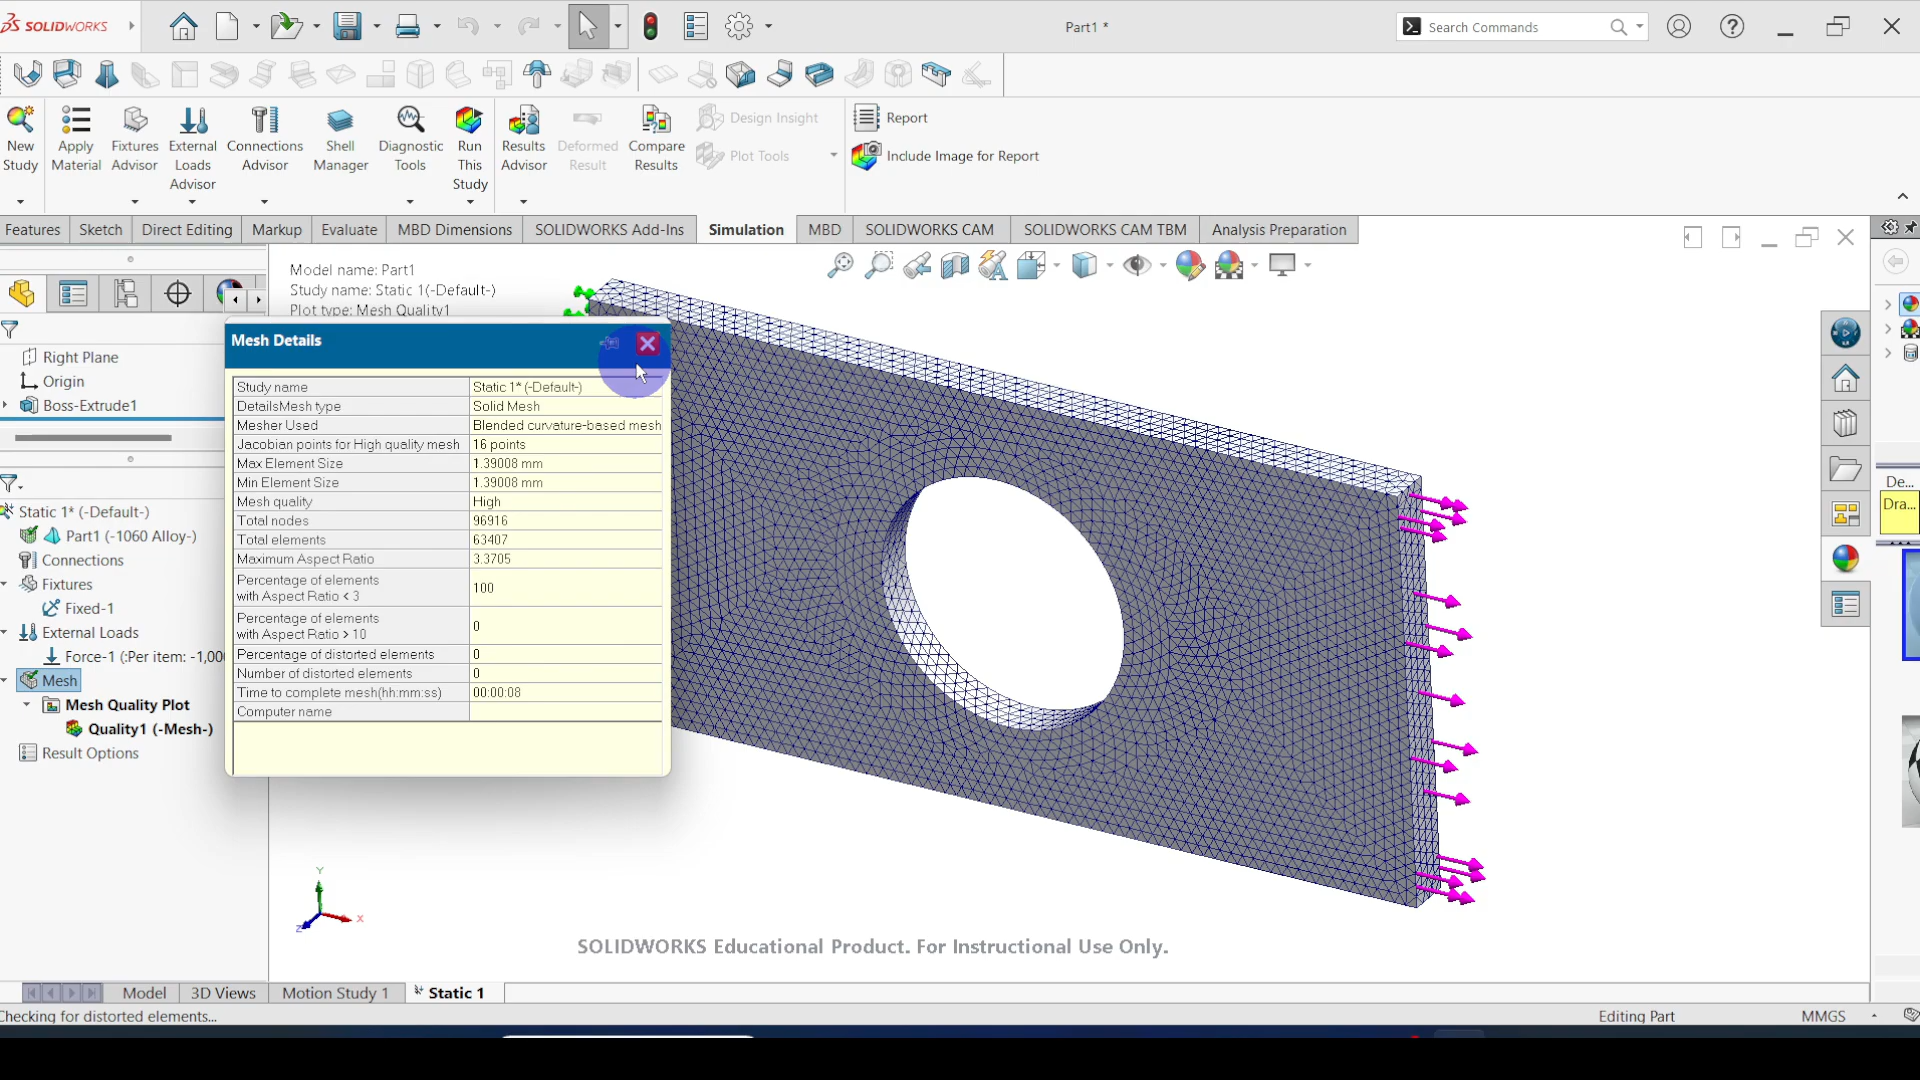 SOLIDWORKS
Part1 *
Search Commands
New Study
Apply Material
Fixtures Advisor
External Loads Advisor
Connections Advisor
Shell Manager
Diagnostic Tools
Run This Study
Results Advisor
Deformed Result
Compare Results
Design Insight
Plot Tools
Report
Include Image for Report
Features
Sketch
Direct Editing
Markup
Evaluate
MBD Dimensions
SOLIDWORKS Add-Ins
Simulation
MBD
SOLIDWORKS CAM
SOLIDWORKS CAM TBM
Analysis Preparation
Model name: Part1
Study name: Static 1(-Default-)
Plot type: Mesh Quality1
Right Plane
Origin
Boss-Extrude1
Static 1* (-Default-)
Part1 (-1060 Alloy-)
Connections
Fixtures
Fixed-1
External Loads
Force-1 (:Per item: -1,00
Mesh
Mesh Quality Plot
Quality1 (-Mesh-)
Result Options
Mesh Details
Study name Static 1* (-Default-)
DetailsMesh type Solid Mesh
Mesher Used Blended curvature-based mesh
Jacobian points for High quality mesh 16 points
Max Element Size 1.39008 mm
Min Element Size 1.39008 mm
Mesh quality High
Total nodes 96916
Total elements 63407
Maximum Aspect Ratio 3.3705
Percentage of elements
with Aspect Ratio < 3 100
Percentage of elements
with Aspect Ratio > 10 0
Percentage of distorted elements 0
Number of distorted elements 0
Time to complete mesh(hh:mm:ss) 00:00:08
Computer name
De...
Dra...
Y
X
Z
SOLIDWORKS Educational Product. For Instructional Use Only.
Model
3D Views
Motion Study 1
Static 1
Checking for distorted elements...
Editing Part
MMGS